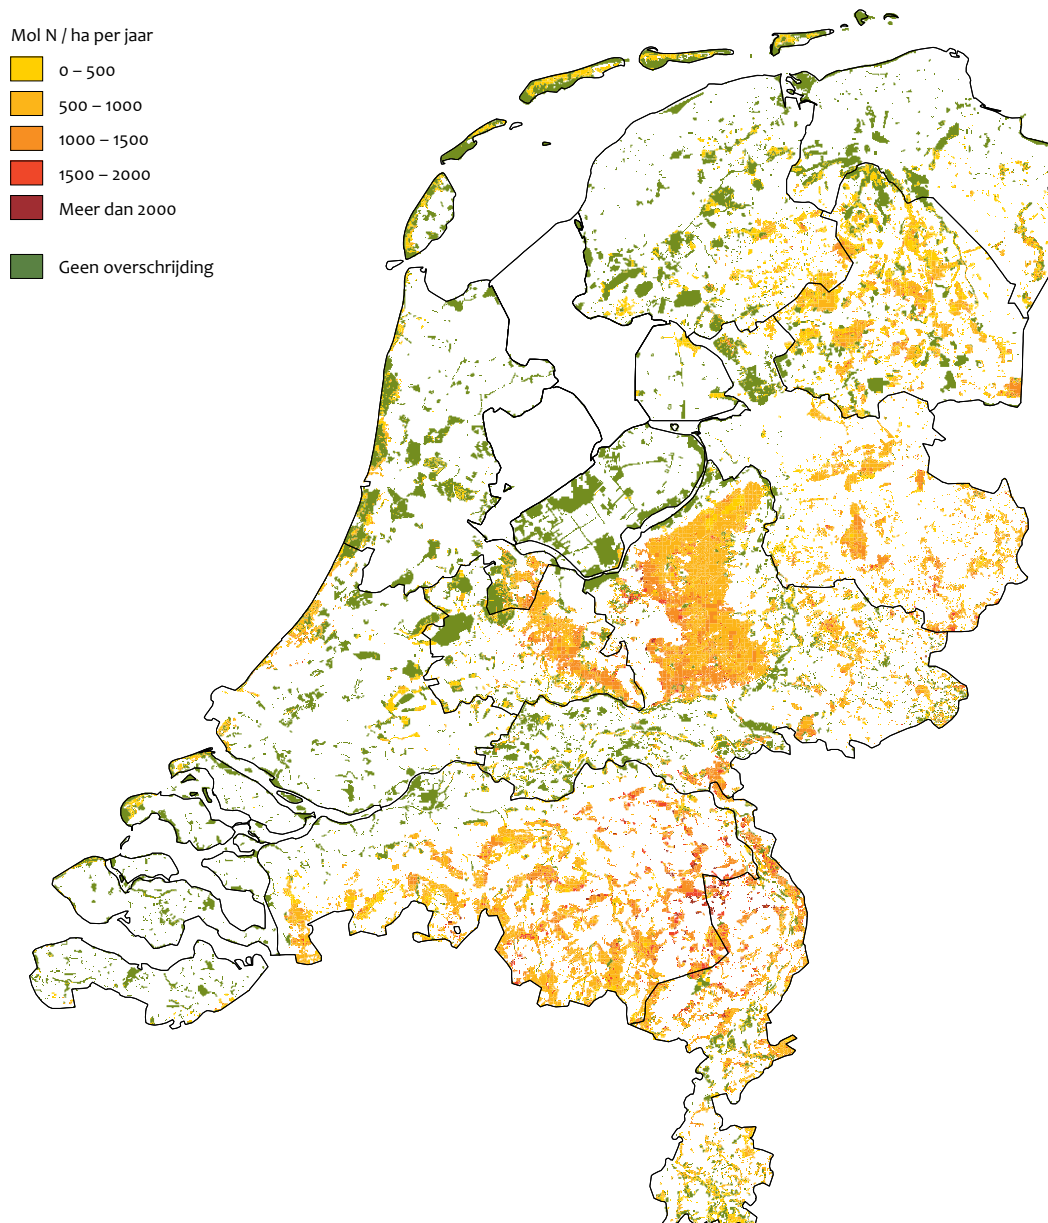 Mol N / ha per jaar
0 – 500
500 – 1000
1000 – 1500
1500 – 2000
Meer dan 2000
Geen overschrijding